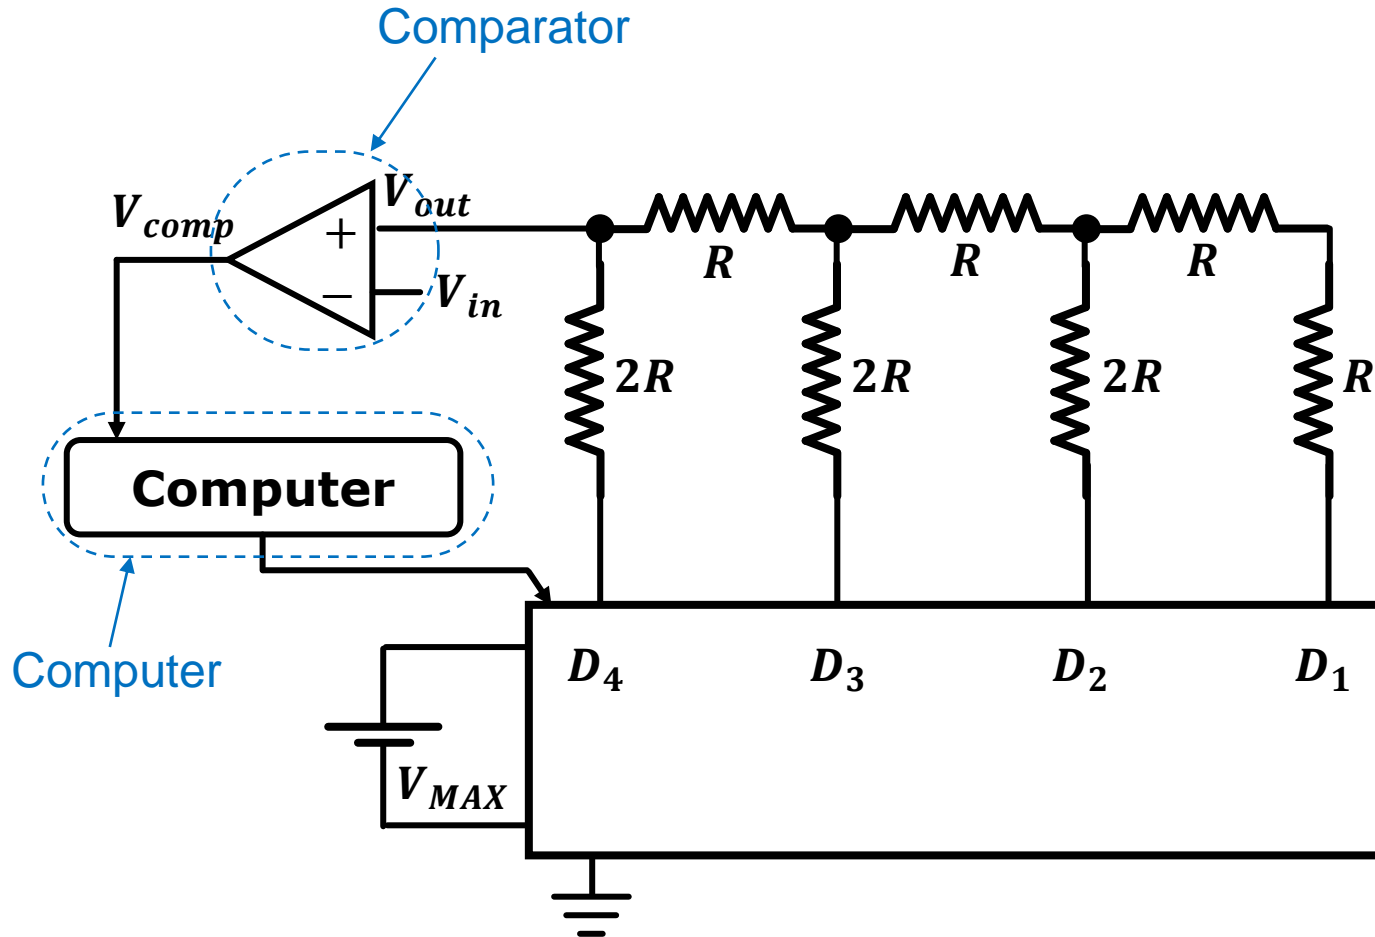 Comparator
V_comp
V_out
+
−
V_in
R
R
R
2R
2R
2R
R
Computer
Computer
D_4
D_3
D_2
D_1
V_MAX